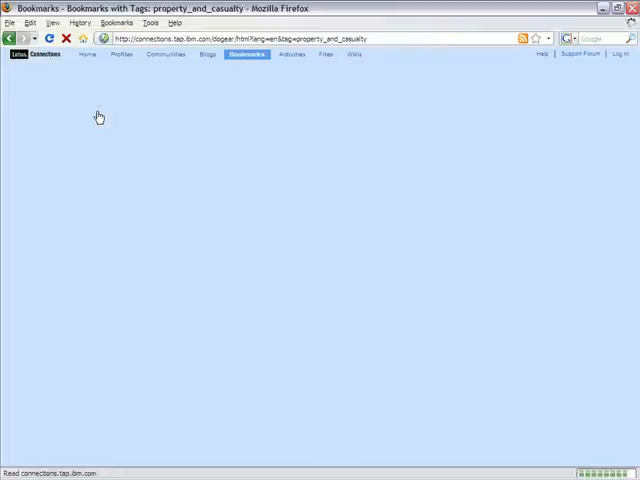 Bookmarks - Bookmarks with Tags: property_and_casualty - Mozilla Firefox
File Edit View History Bookmarks Tools Help
http://connections.tap.ibm.com/dogear/html?lang=en&tag=property_and_casualty
Google
Lotus. Connections Home Profiles Communities Blogs Bookmarks Activities Files Wikis Help Support Forum Log In
Read connections.tap.ibm.com